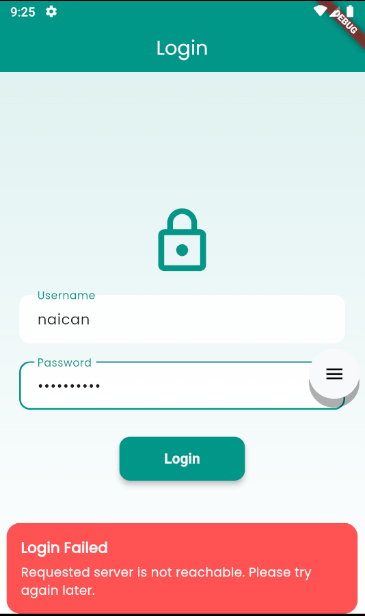 9:25
DEBUG
Login
Username
naican
Password
••••••••••
Login
Login Failed
Requested server is not reachable. Please try
again later.